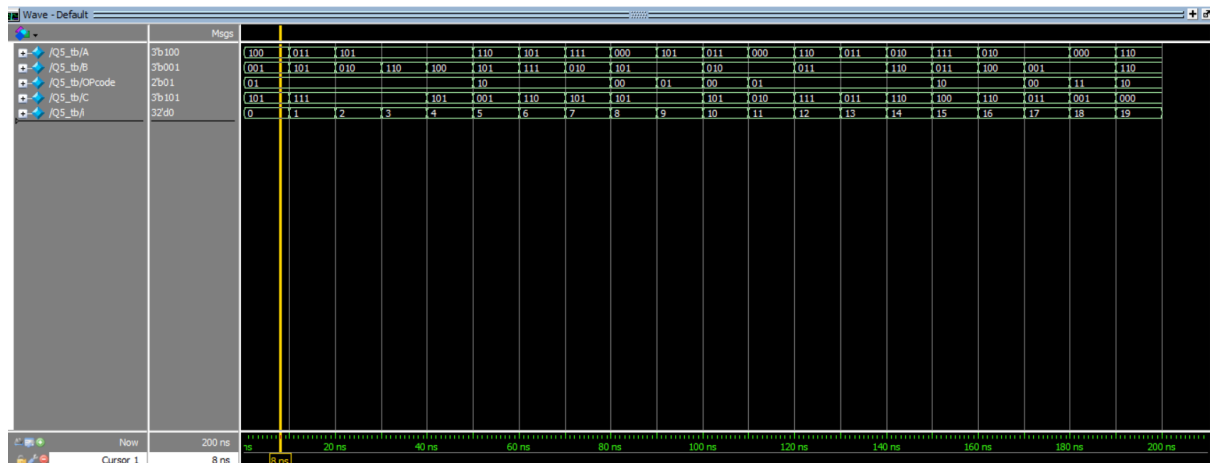 Wave - Default
Msgs
/Q5_tb/A 3'b100 100 011 101 110 101 111 000 101 011 000 110 011 010 111 010 000 110
/Q5_tb/B 3'b001 001 101 010 110 100 101 111 010 101 010 011 110 011 100 001 110
/Q5_tb/OPcode 2'b01 01 10 00 01 00 01 10 00 11 10
/Q5_tb/C 3'b101 101 111 101 001 110 101 101 101 010 111 011 110 100 110 011 001 000
/Q5_tb/i 32'd0 0 1 2 3 4 5 6 7 8 9 10 11 12 13 14 15 16 17 18 19
Now 200 ns ns 20 ns 40 ns 60 ns 80 ns 100 ns 120 ns 140 ns 160 ns 180 ns 200 ns
Cursor 1 8 ns 8 ns